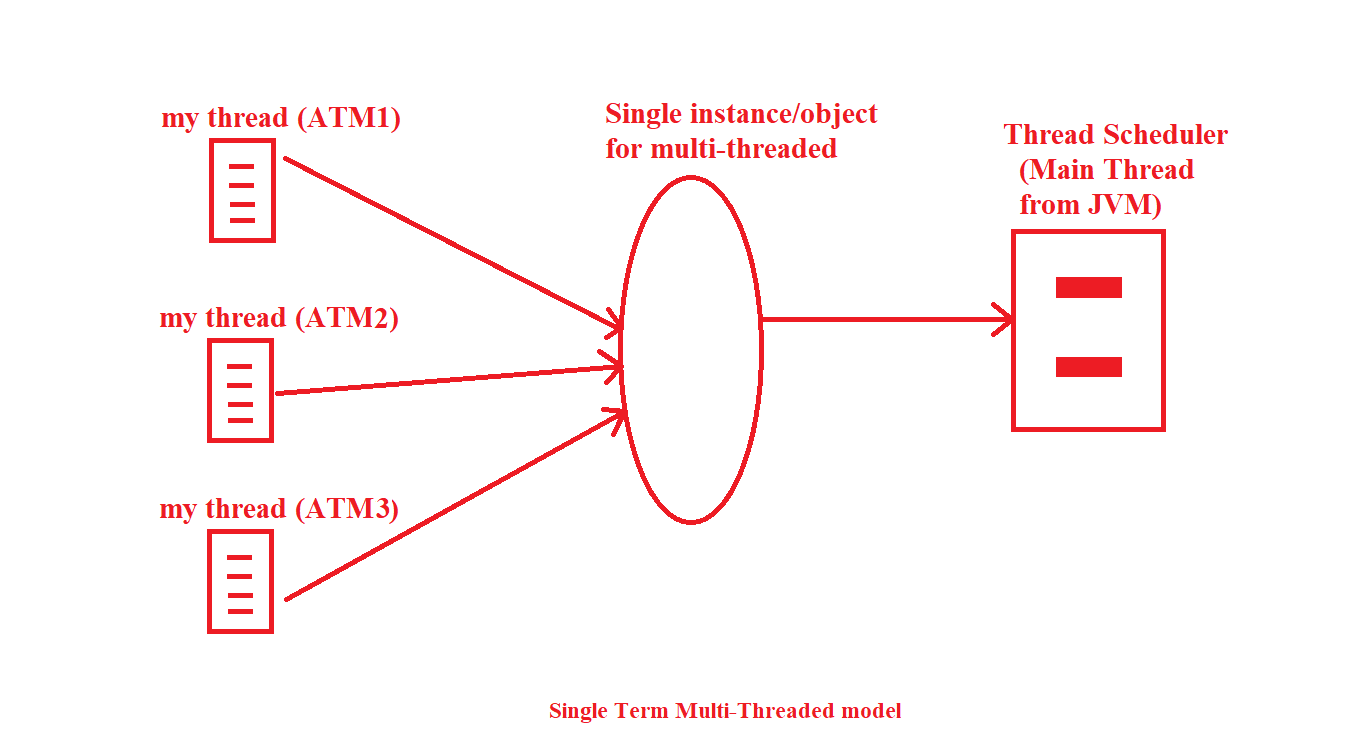 my thread (ATM1)
Single instance/object
for multi-threaded
Thread Scheduler
(Main Thread
from JVM)
my thread (ATM2)
my thread (ATM3)
Single Term Multi-Threaded model